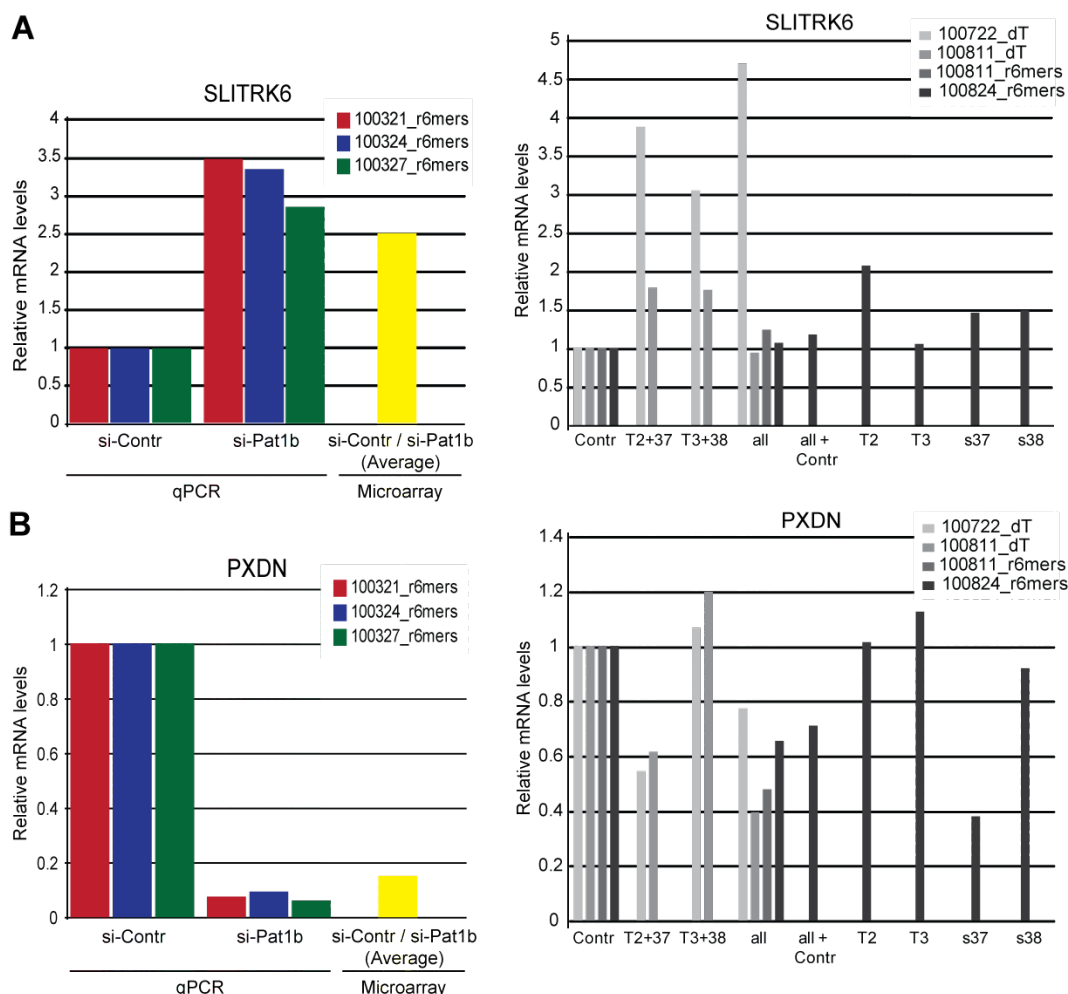 A
SLITRK6
100321_r6mers
100324_r6mers
100327_r6mers
Relative mRNA levels
4
3.5
3
2.5
2
1.5
1
0.5
0
si-Contr
si-Pat1b
si-Contr / si-Pat1b
(Average)
qPCR
Microarray
SLITRK6
100722_dT
100811_dT
100811_r6mers
100824_r6mers
Relative mRNA levels
5
4.5
4
3.5
3
2.5
2
1.5
1
0.5
0
Contr
T2+37
T3+38
all
all +
Contr
T2
T3
s37
s38
B
PXDN
100321_r6mers
100324_r6mers
100327_r6mers
Relative mRNA levels
1.2
1
0.8
0.6
0.4
0.2
0
si-Contr
si-Pat1b
si-Contr / si-Pat1b
(Average)
qPCR
Microarray
PXDN
100722_dT
100811_dT
100811_r6mers
100824_r6mers
Relative mRNA levels
1.4
1.2
1
0.8
0.6
0.4
0.2
0
Contr
T2+37
T3+38
all
all +
Contr
T2
T3
s37
s38